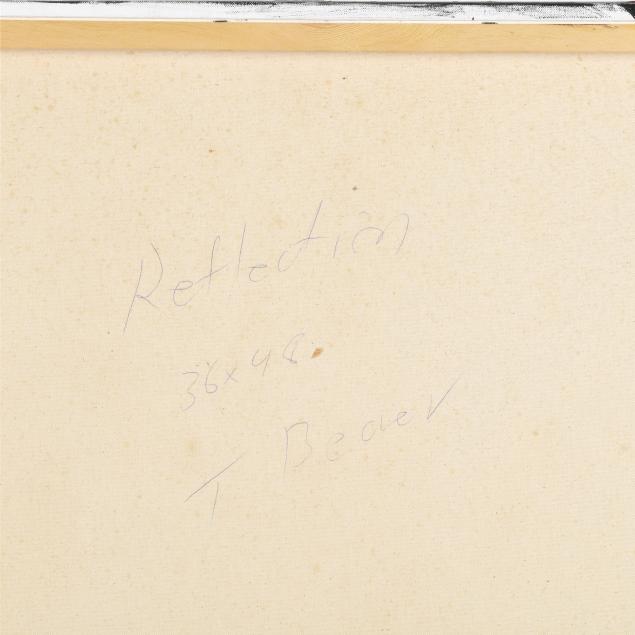 Reflection
36x48
T Beaver